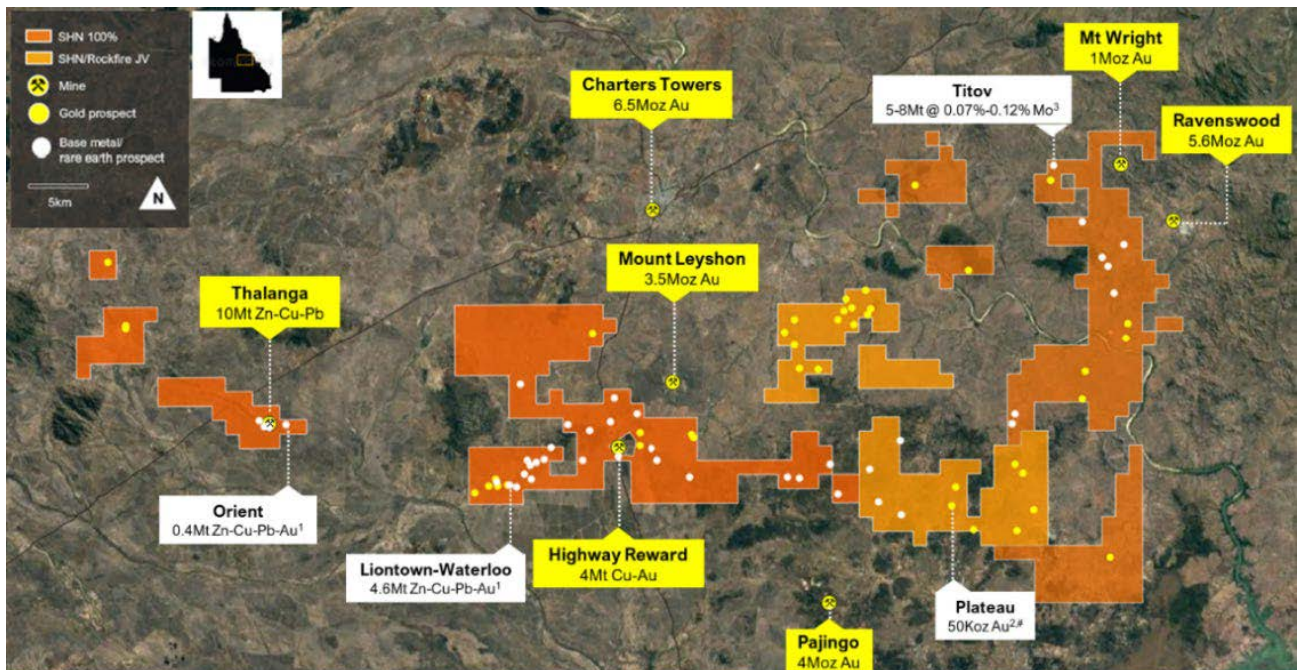 SHN 100%
SHN/Rockfire JV
Mine
Gold prospect
Base metal/
rare earth prospect
5km
N
Charters Towers
6.5Moz Au
Mt Wright
1Moz Au
Titov
5-8Mt @ 0.07%-0.12% Mo³
Ravenswood
5.6Moz Au
Mount Leyshon
3.5Moz Au
Thalanga
10Mt Zn-Cu-Pb
Orient
0.4Mt Zn-Cu-Pb-Au¹
Liontown-Waterloo
4.6Mt Zn-Cu-Pb-Au¹
Highway Reward
4Mt Cu-Au
Plateau
50Koz Au²,#
Pajingo
4Moz Au